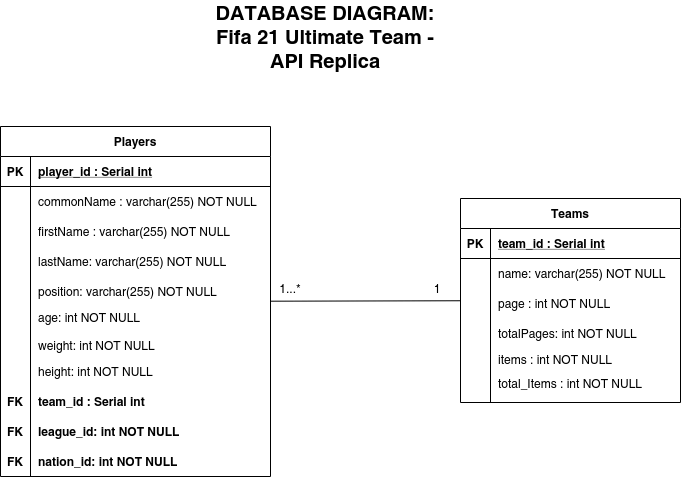 DATABASE DIAGRAM:
Fifa 21 Ultimate Team -
API Replica
Players
PK player_id : Serial int
commonName : varchar(255) NOT NULL
firstName : varchar(255) NOT NULL
lastName: varchar(255) NOT NULL
position: varchar(255) NOT NULL
age: int NOT NULL
weight: int NOT NULL
height: int NOT NULL
FK team_id : Serial int
FK league_id: int NOT NULL
FK nation_id: int NOT NULL
1...*
1
Teams
PK team_id : Serial int
name: varchar(255) NOT NULL
page : int NOT NULL
totalPages: int NOT NULL
items : int NOT NULL
total_Items : int NOT NULL